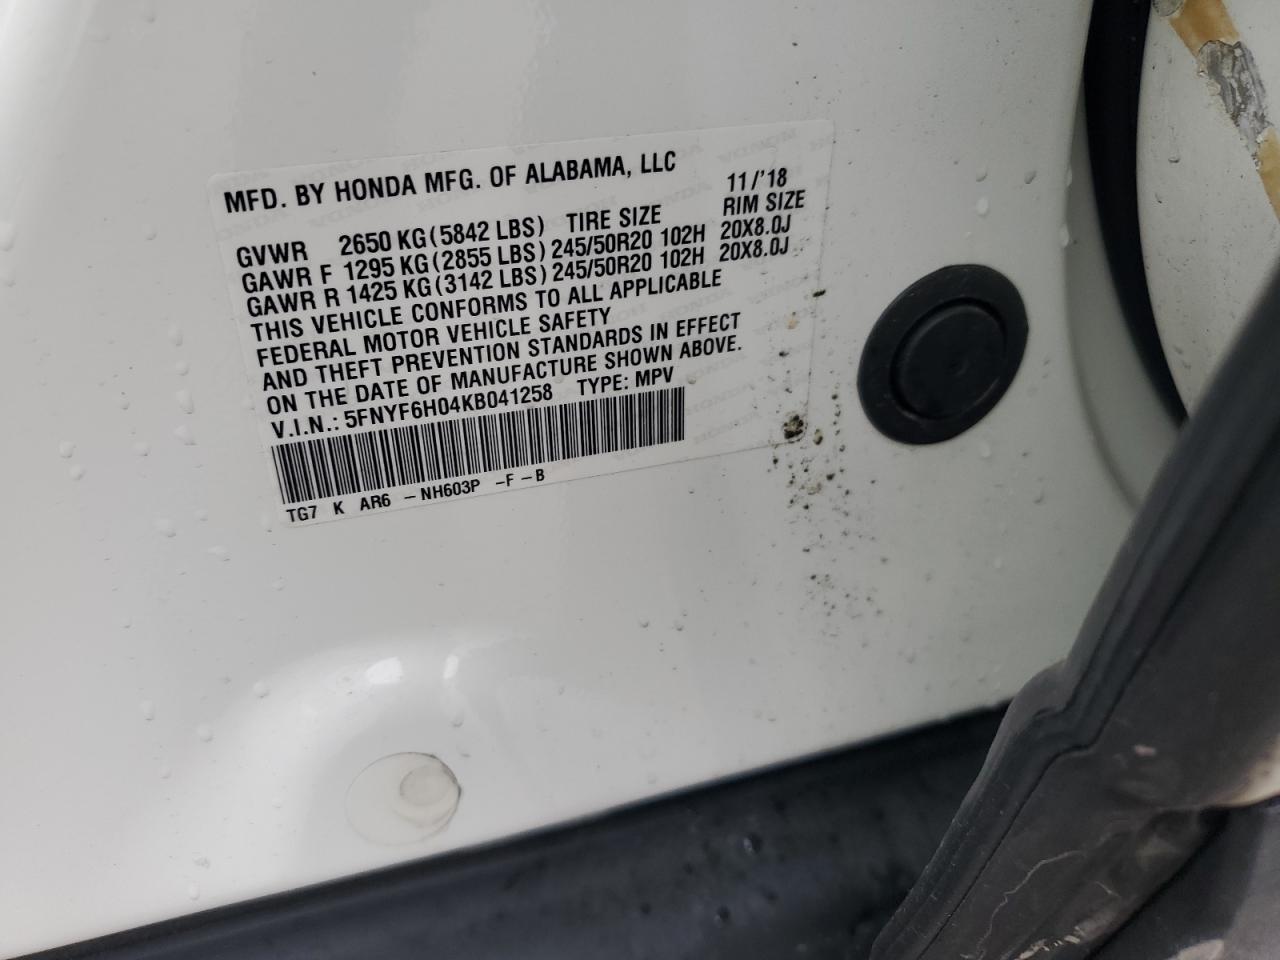 MFD. BY HONDA MFG. OF ALABAMA, LLC
11/'18
GVWR 2650 KG(5842 LBS) TIRE SIZE RIM SIZE
GAWR F 1295 KG(2855 LBS) 245/50R20 102H 20X8.0J
GAWR R 1425 KG(3142 LBS) 245/50R20 102H 20X8.0J
THIS VEHICLE CONFORMS TO ALL APPLICABLE
FEDERAL MOTOR VEHICLE SAFETY
AND THEFT PREVENTION STANDARDS IN EFFECT
ON THE DATE OF MANUFACTURE SHOWN ABOVE.
V.I.N.: 5FNYF6H04KB041258 TYPE: MPV
TG7 K AR6 -NH603P -F-B